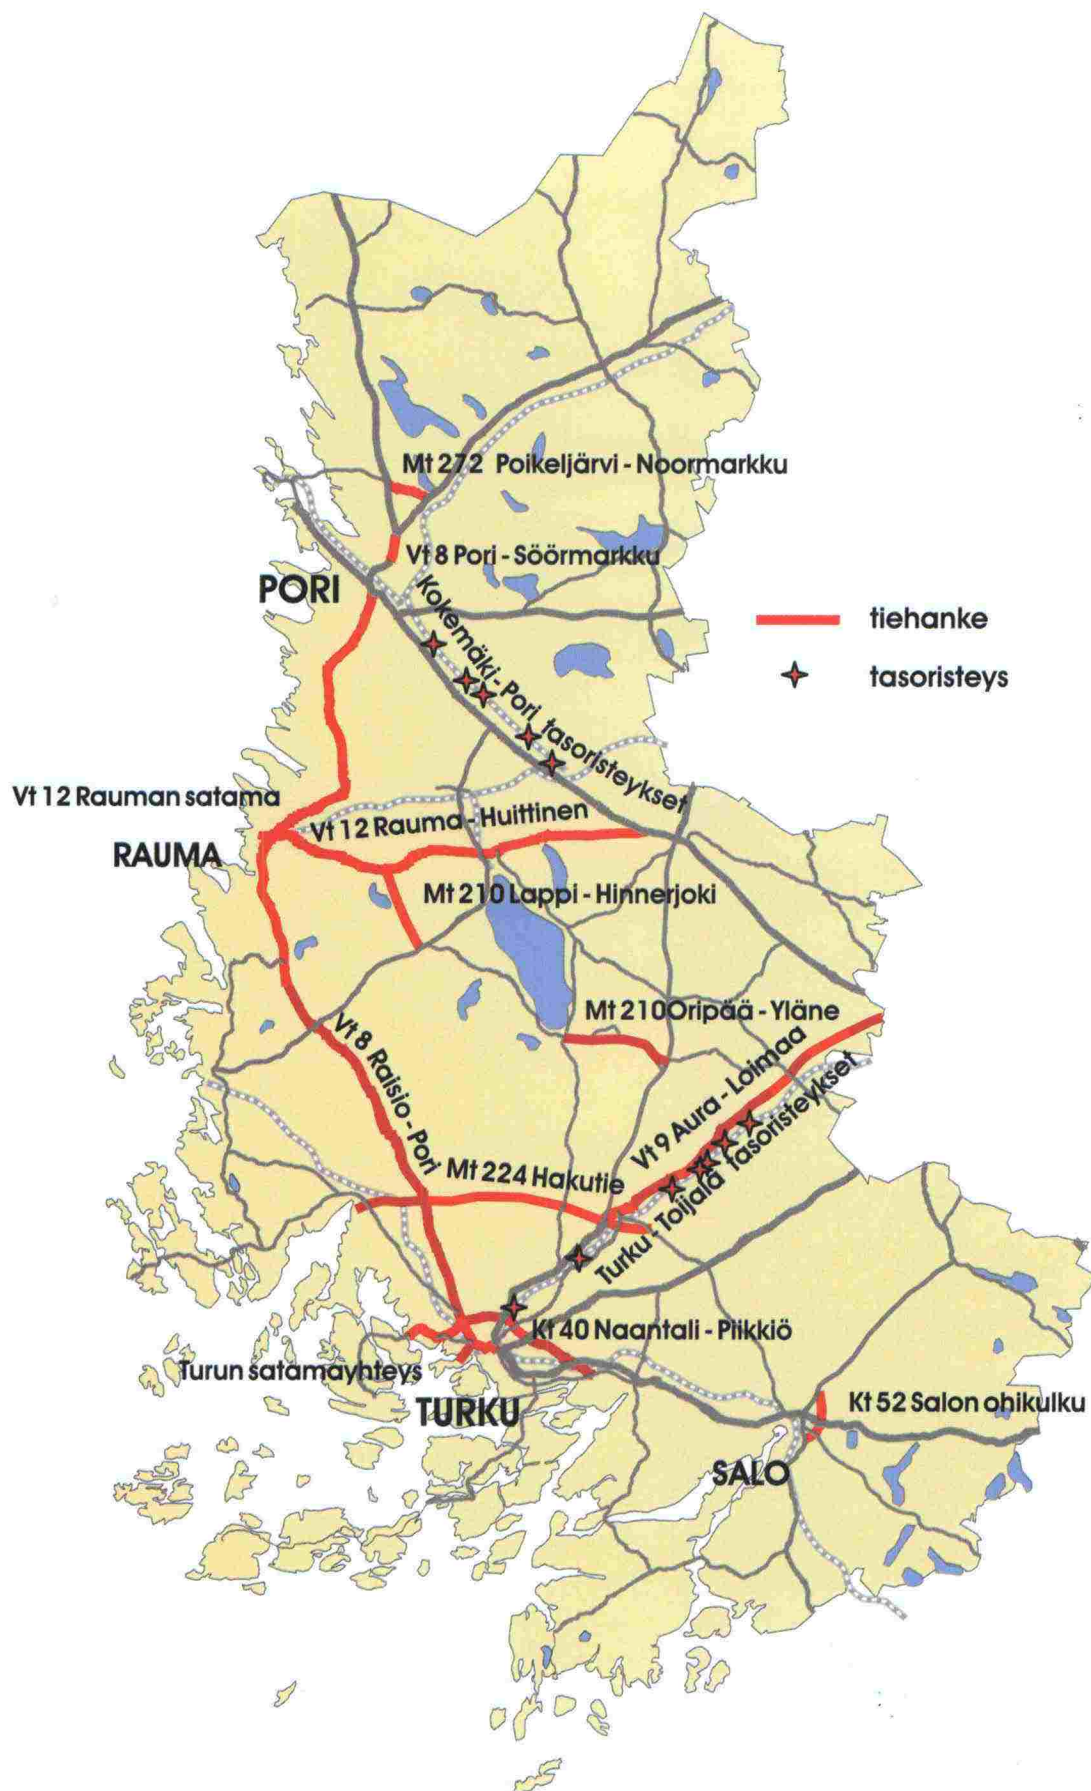 Mt 272 Poikeljärvi - Noormarkku
Vt 8 Pori - Söörmarkku
PORI
Kokemäki - Pori tasoristeykset
tiehanke
tasoristeys
Vt 12 Rauman satama
Vt 12 Rauma - Huittinen
RAUMA
Mt 210 Lappi - Hinnerjoki
Mt 210 Oripää - Yläne
Vt 8 Raisio - Pori
Vt 9 Aura - Loimaa
Mt 224 Hakutie
Turku - Toijala tasoristeykset
Kt 40 Naantali - Piikkiö
Turun satamayhteys
TURKU
Kt 52 Salon ohikulku
SALO